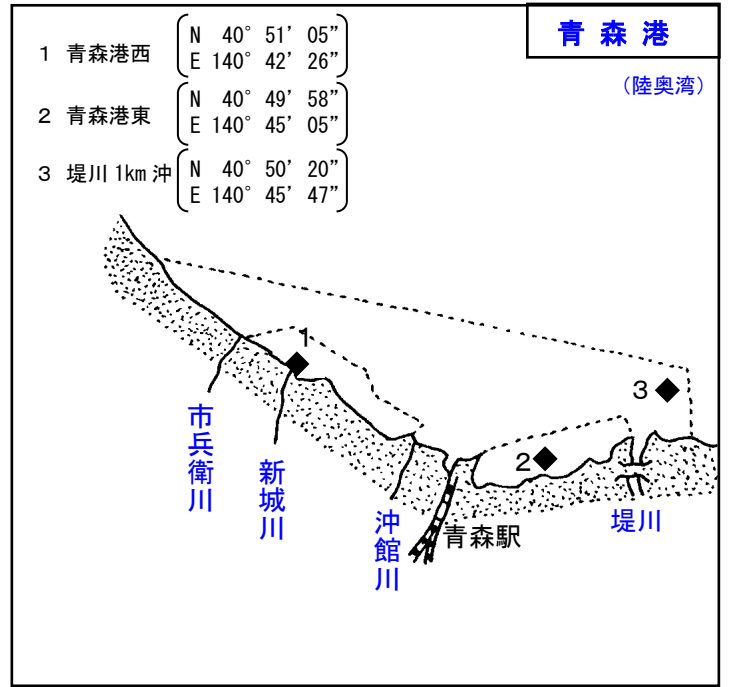 青森港
（陸奥湾）
1 青森港西 N 40° 51’ 05”
E 140° 42’ 26”
2 青森港東 N 40° 49’ 58”
E 140° 45’ 05”
3 堤川 1km 沖 N 40° 50’ 20”
E 140° 45’ 47”
1
3
2
市兵衛川
新城川
沖館川
青森駅
堤川